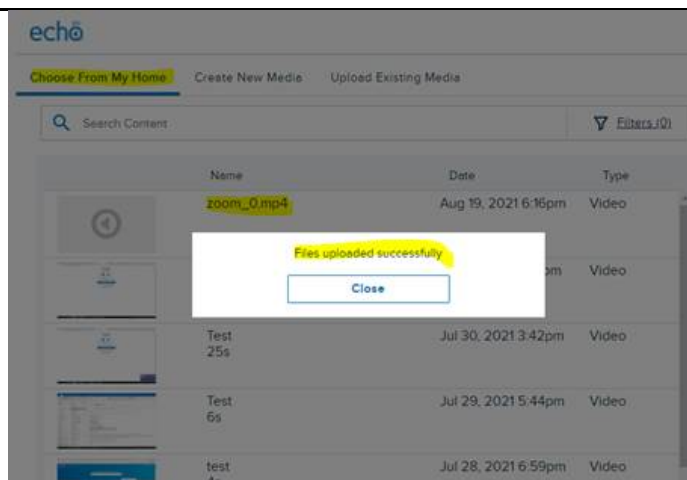 echo
Choose From My Home Create New Media Upload Existing Media
Search Content Filters (0)
Name Date Type
zoom_0.mp4 Aug 19, 2021 6:16pm Video
Files uploaded successfully
pm Video
Close
Test Jul 30, 2021 3:42pm Video
25s
Test Jul 29, 2021 5:44pm Video
6s
test Jul 28, 2021 6:59pm Video